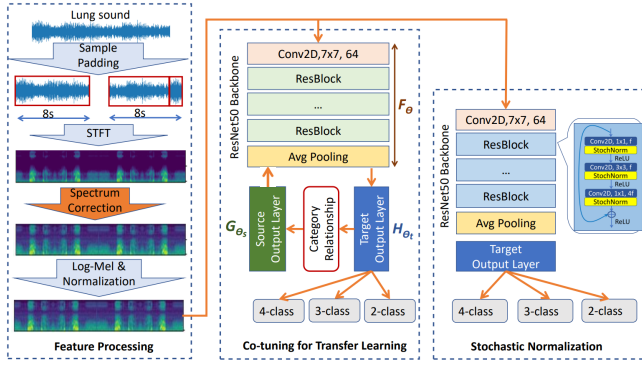 Lung sound
Sample
Padding
8s
8s
STFT
Spectrum
Correction
Log-Mel &
Normalization
Feature Processing
ResNet50 Backbone
Conv2D,7x7, 64
ResBlock
...
ResBlock
Avg Pooling
Fϴ
Gϴs
Source
Output Layer
Category
Relationship
Target
Output Layer
Hϴt
4-class
3-class
2-class
Co-tuning for Transfer Learning
ResNet50 Backbone
Conv2D,7x7, 64
ResBlock
...
ResBlock
Avg Pooling
Target
Output Layer
4-class
3-class
2-class
Conv2D, 1x1, f
StochNorm
ReLU
Conv2D, 3x3, f
StochNorm
ReLU
Conv2D, 1x1, 4f
StochNorm
ReLU
Stochastic Normalization